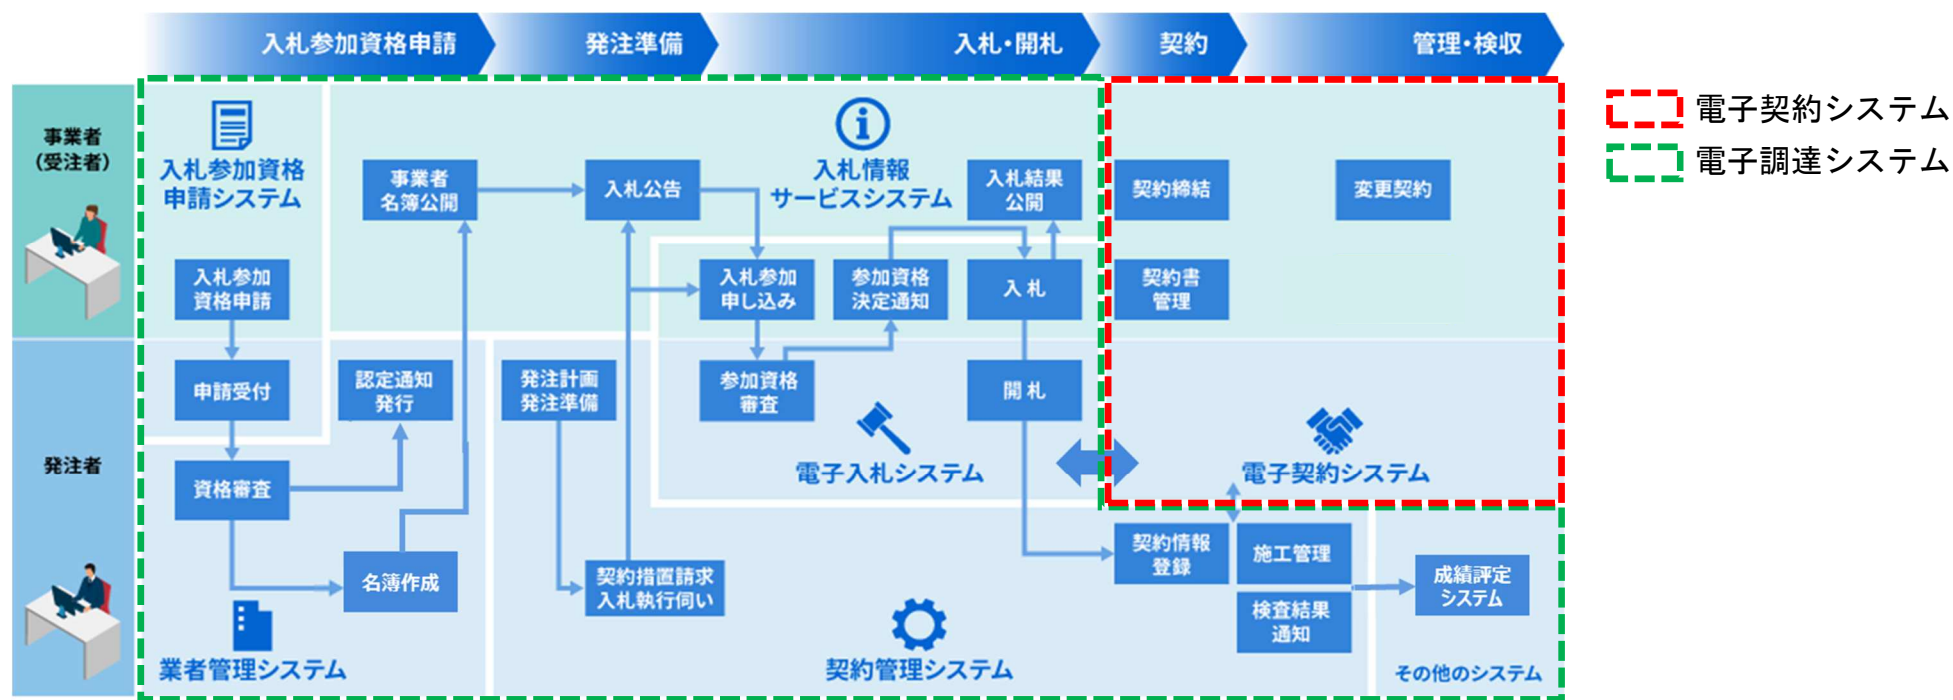 入札参加資格申請
発注準備
入札・開札
契約
管理・検収
事業者
(受注者)
発注者
電子契約システム
電子調達システム
入札参加資格
申請システム
入札参加
資格申請
申請受付
資格審査
認定通知
発行
名簿作成
業者管理システム
事業者
名簿公開
入札公告
入札情報
サービスシステム
入札結果
公開
入札参加
申し込み
参加資格
決定通知
入札
参加資格
審査
開札
電子入札システム
発注計画
発注準備
契約措置請求
入札執行伺い
契約管理システム
契約締結
変更契約
契約書
管理
電子契約システム
契約情報
登録
施工管理
検査結果
通知
成績評定
システム
その他のシステム